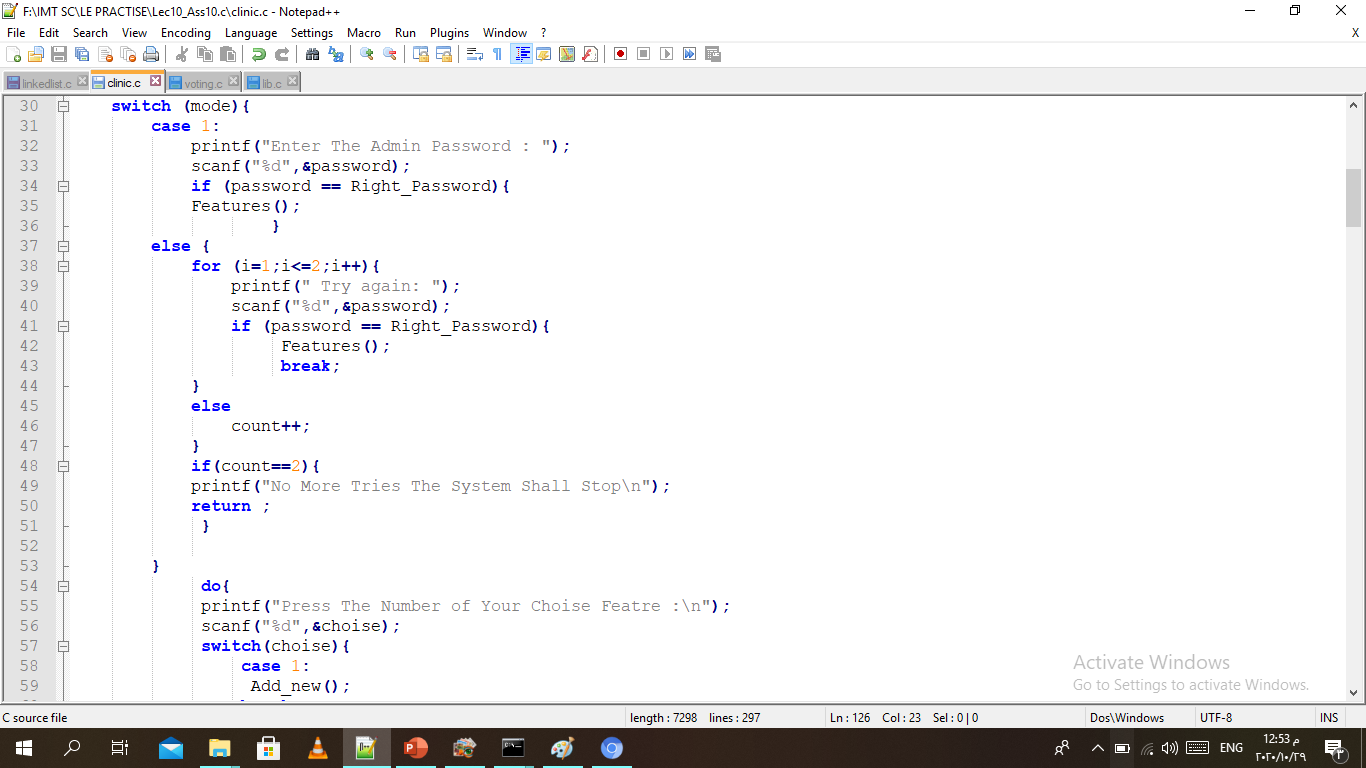 F:\IMT SC\LE PRACTISE\Lec10_Ass10.c\clinic.c - Notepad++
File Edit Search View Encoding Language Settings Macro Run Plugins Window ? X
linkedlist.c clinic.c voting.c lib.c
30 switch (mode){
31 case 1:
32 printf("Enter The Admin Password : ");
33 scanf("%d",&password);
34 if (password == Right_Password){
35 Features();
36 }
37 else {
38 for (i=1;i<=2;i++){
39 printf(" Try again: ");
40 scanf("%d",&password);
41 if (password == Right_Password){
42 Features();
43 break;
44 }
45 else
46 count++;
47 }
48 if(count==2){
49 printf("No More Tries The System Shall Stop\n");
50 return ;
51 }
52
53 }
54 do{
55 printf("Press The Number of Your Choise Featre :\n");
56 scanf("%d",&choise);
57 switch(choise){
58 case 1:
59 Add_new();
Activate Windows
Go to Settings to activate Windows.
C source file length : 7298 lines : 297 Ln : 126 Col : 23 Sel : 0 | 0 Dos\Windows UTF-8 INS
ENG 12:53 م
٢٠٢٠/١٠/٢٩